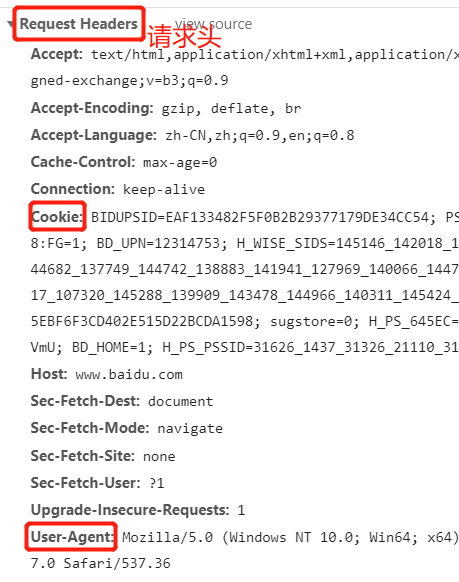 ▼Request Headers view source
请求头
Accept: text/html,application/xhtml+xml,application/x
gned-exchange;v=b3;q=0.9
Accept-Encoding: gzip, deflate, br
Accept-Language: zh-CN,zh;q=0.9,en;q=0.8
Cache-Control: max-age=0
Connection: keep-alive
Cookie: BIDUPSID=EAF133482F5F0B2B29377179DE34CC54; PS
8:FG=1; BD_UPN=12314753; H_WISE_SIDS=145146_142018_1
44682_137749_144742_138883_141941_127969_140066_1447
17_107320_145288_139909_143478_144966_140311_145424_
5EBF6F3CD402E515D22BCDA1598; sugstore=0; H_PS_645EC=
VmU; BD_HOME=1; H_PS_PSSID=31626_1437_31326_21110_31
Host: www.baidu.com
Sec-Fetch-Dest: document
Sec-Fetch-Mode: navigate
Sec-Fetch-Site: none
Sec-Fetch-User: ?1
Upgrade-Insecure-Requests: 1
User-Agent: Mozilla/5.0 (Windows NT 10.0; Win64; x64)
7.0 Safari/537.36